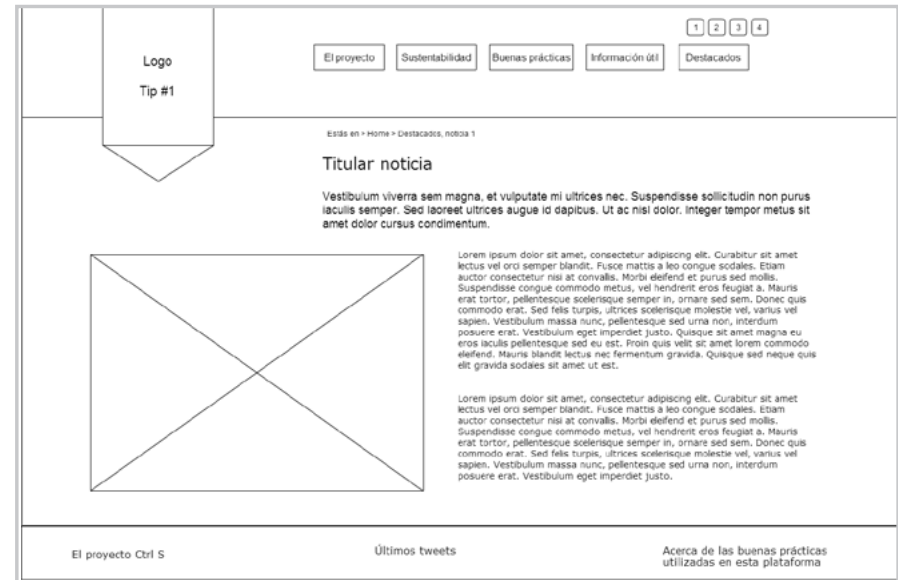 Logo
Tip #1
1 2 3 4
El proyecto
Sustentabilidad
Buenas prácticas
Información útil
Destacados
Estás en > Home > Destacados, noticia 1
Titular noticia
Vestibulum viverra sem magna, et vulputate mi ultrices nec. Suspendisse sollicitudin non purus
iaculis semper. Sed laoreet ultrices augue id dapibus. Ut ac nisl dolor. Integer tempor metus sit
amet dolor cursus condimentum.
Lorem ipsum dolor sit amet, consectetur adipiscing elit. Curabitur sit amet
lectus vel orci semper blandit. Fusce mattis a leo congue sodales. Etiam
auctor consectetur nisi at convallis. Morbi eleifend et purus sed mollis.
Suspendisse congue commodo metus, vel hendrerit eros feugiat a. Mauris
erat tortor, pellentesque scelerisque semper in, ornare sed sem. Donec quis
commodo erat. Sed felis turpis, ultrices scelerisque molestie vel, varius vel
sapien. Vestibulum massa nunc, pellentesque sed urna non, interdum
posuere erat. Vestibulum eget imperdiet justo. Quisque sit amet magna eu
eros iaculis pellentesque sed eu est. Proin quis velit sit amet lorem commodo
eleifend. Mauris blandit lectus nec fermentum gravida. Quisque sed neque quis
elit gravida sodales sit amet ut est.
Lorem ipsum dolor sit amet, consectetur adipiscing elit. Curabitur sit amet
lectus vel orci semper blandit. Fusce mattis a leo congue sodales. Etiam
auctor consectetur nisi at convallis. Morbi eleifend et purus sed mollis.
Suspendisse congue commodo metus, vel hendrerit eros feugiat a. Mauris
erat tortor, pellentesque scelerisque semper in, ornare sed sem. Donec quis
commodo erat. Sed felis turpis, ultrices scelerisque molestie vel, varius vel
sapien. Vestibulum massa nunc, pellentesque sed urna non, interdum
posuere erat. Vestibulum eget imperdiet justo.
El proyecto Ctrl S
Últimos tweets
Acerca de las buenas prácticas
utilizadas en esta plataforma